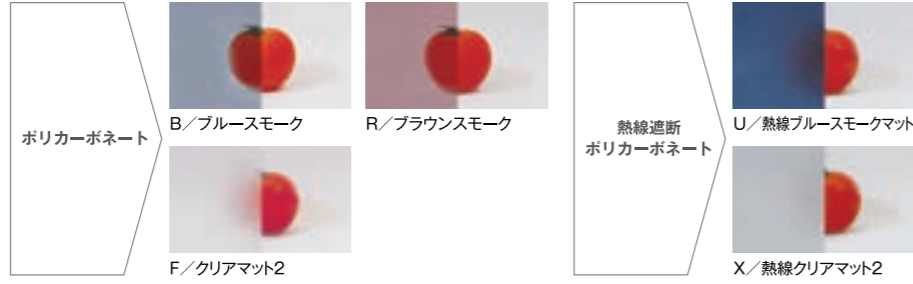 ポリカーボネート
B／ブルースモーク
R／ブラウンスモーク
F／クリアマット2
熱線遮断
ポリカーボネート
U／熱線ブルースモークマット
X／熱線クリアマット2